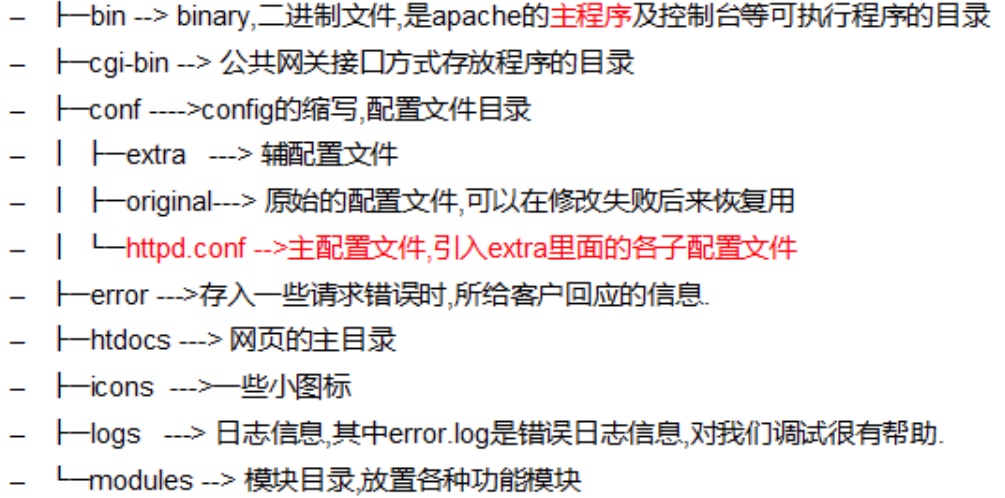 – ├─bin --> binary,二进制文件,是apache的主程序及控制台等可执行程序的目录
– ├─cgi-bin --> 公共网关接口方式存放程序的目录
– ├─conf ---->config的缩写,配置文件目录
– │ ├─extra ---> 辅配置文件
– │ ├─original---> 原始的配置文件,可以在修改失败后来恢复用
– │ └─httpd.conf -->主配置文件,引入extra里面的各子配置文件
– ├─error --->存入一些请求错误时,所给客户回应的信息.
– ├─htdocs ---> 网页的主目录
– ├─icons --->一些小图标
– ├─logs ---> 日志信息,其中error.log是错误日志信息,对我们调试很有帮助.
– └─modules --> 模块目录,放置各种功能模块